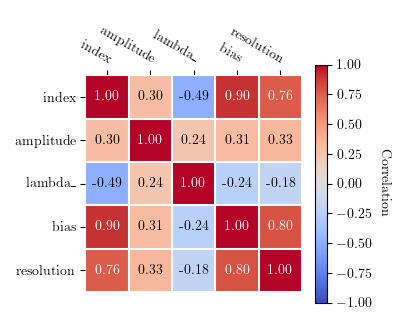 index
amplitude
lambda_
bias
resolution
index 1.00 0.30 -0.49 0.90 0.76
amplitude 0.30 1.00 0.24 0.31 0.33
lambda_ -0.49 0.24 1.00 -0.24 -0.18
bias 0.90 0.31 -0.24 1.00 0.80
resolution 0.76 0.33 -0.18 0.80 1.00
1.00
0.75
0.50
0.25
0.00
−0.25
−0.50
−0.75
−1.00
Correlation